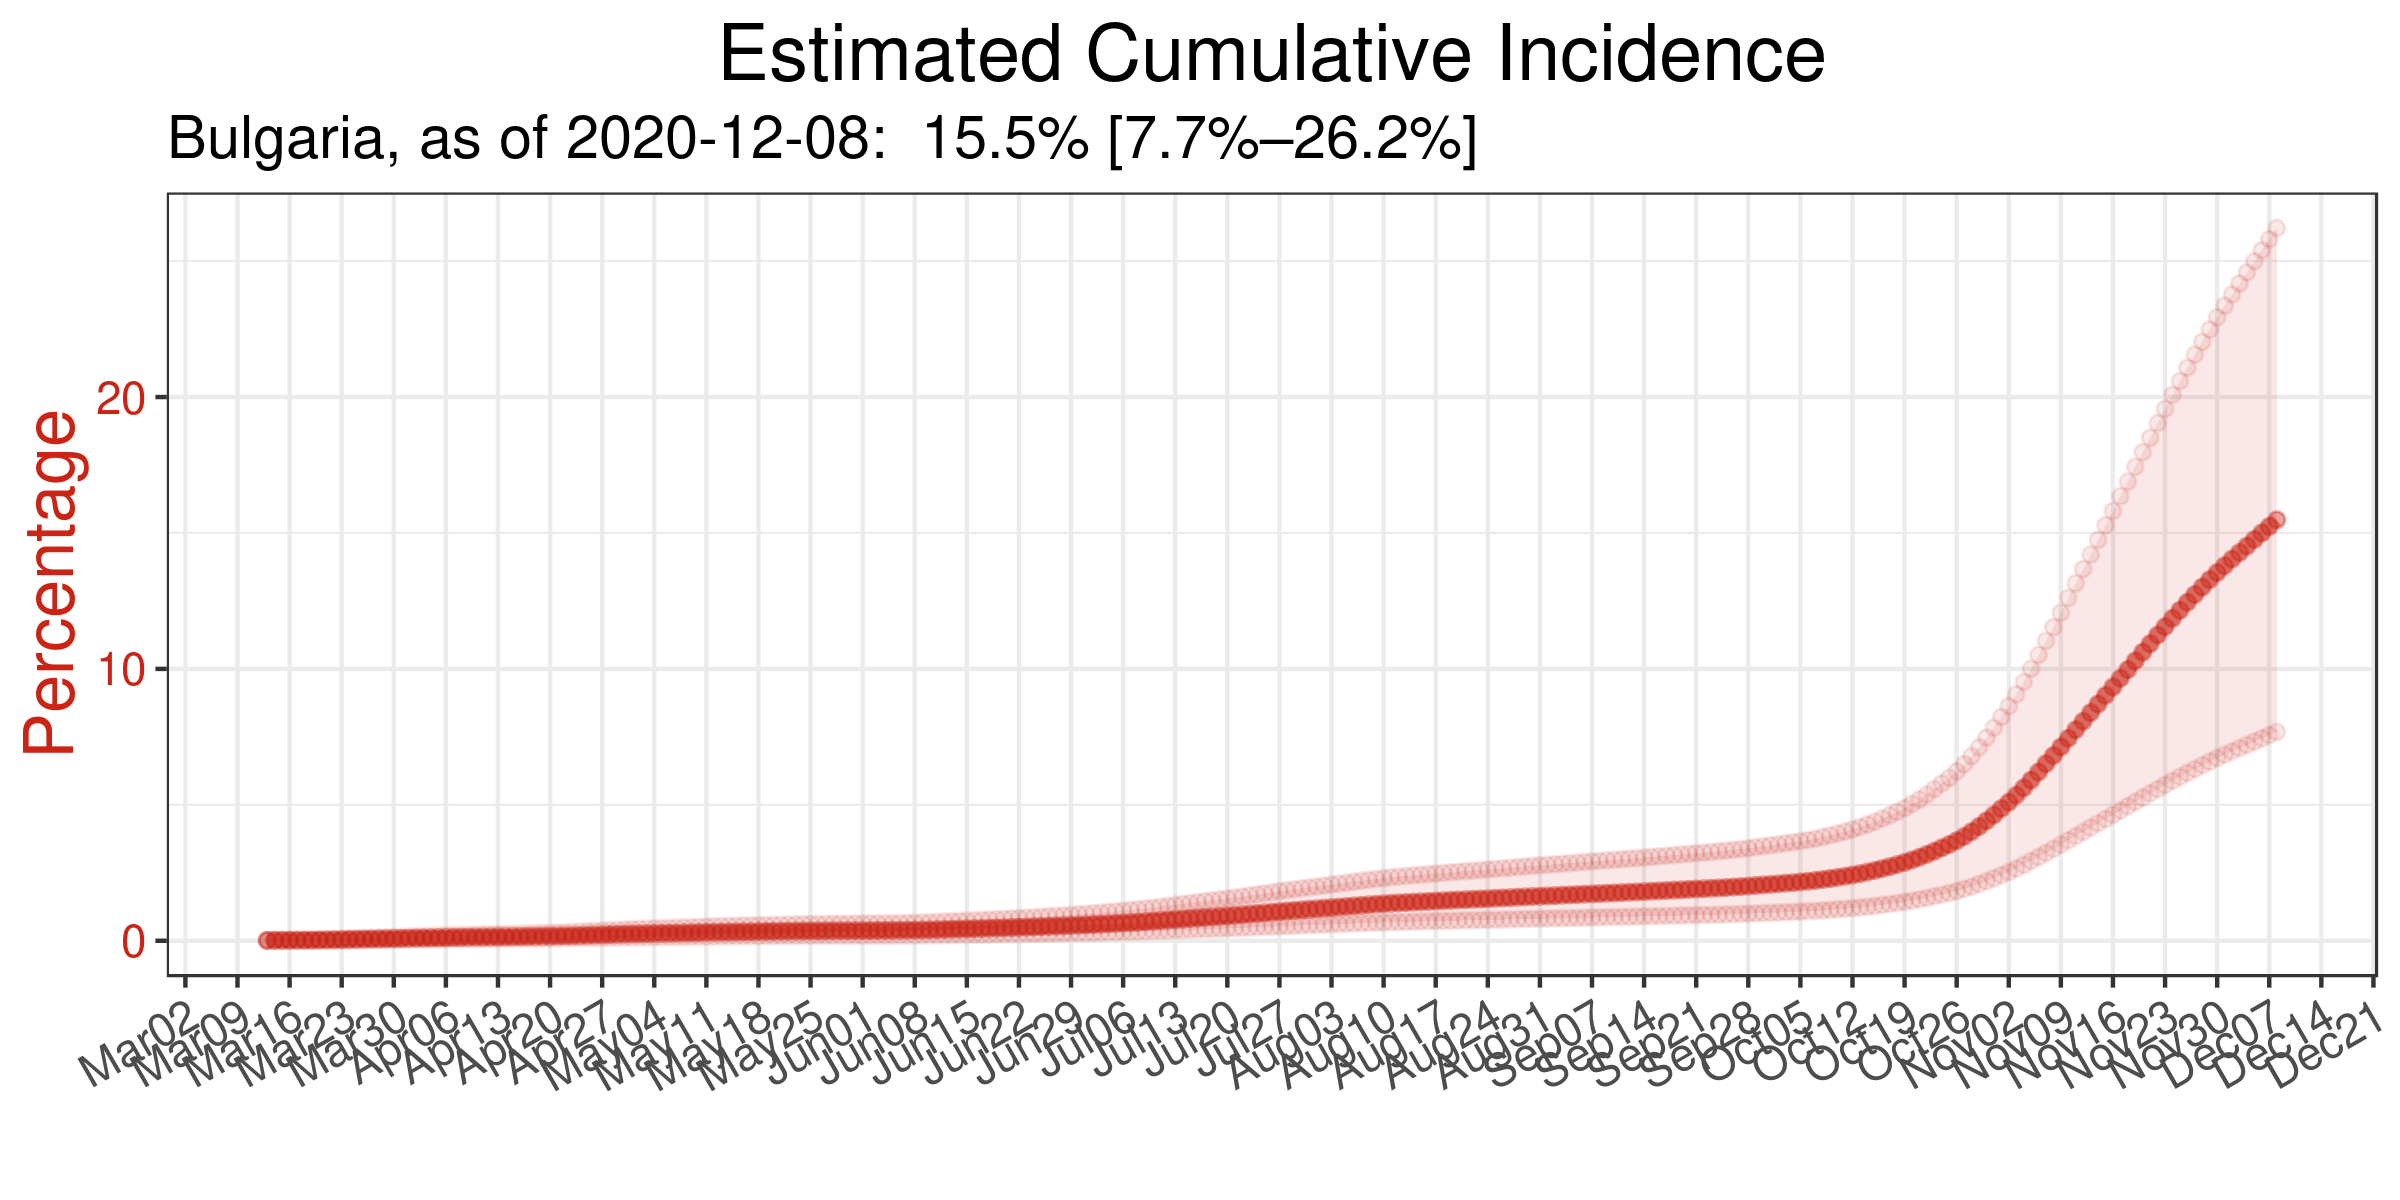 Estimated Cumulative Incidence
Bulgaria, as of 2020-12-08:  15.5% [7.7%–26.2%]
Percentage
20
10
0
Mar02
Mar09
Mar16
Mar23
Mar30
Apr06
Apr13
Apr20
Apr27
May04
May11
May18
May25
Jun01
Jun08
Jun15
Jun22
Jun29
Jul06
Jul13
Jul20
Jul27
Aug03
Aug10
Aug17
Aug24
Aug31
Sep07
Sep14
Sep21
Sep28
Oct05
Oct12
Oct19
Oct26
Nov02
Nov09
Nov16
Nov23
Nov30
Dec07
Dec14
Dec21